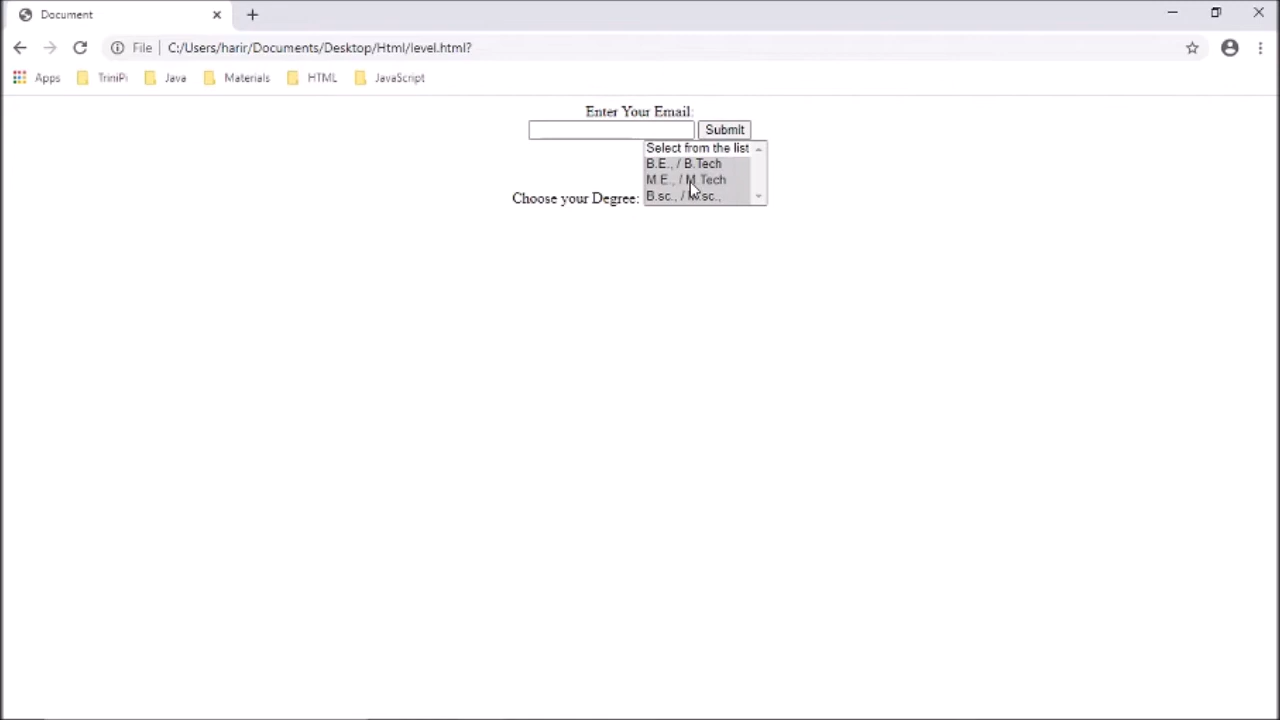 Document
File C:/Users/harir/Documents/Desktop/Html/level.html?
Apps TriniPi Java Materials HTML JavaScript
Enter Your Email:
Submit
Select from the list
B.E., / B.Tech
M.E., / M.Tech
Choose your Degree: B.sc., / M.sc.,